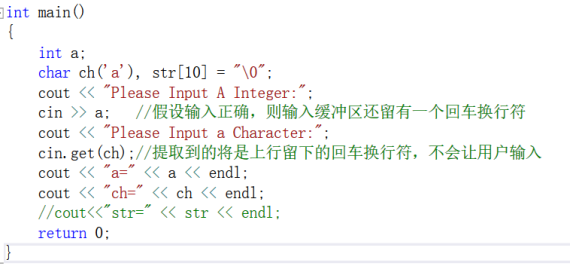 int main()
{
int a;
char ch('a'), str[10] = "\0";
cout << "Please Input A Integer:";
cin >> a;   //假设输入正确，则输入缓冲区还留有一个回车换行符
cout << "Please Input a Character:";
cin.get(ch);//提取到的将是上行留下的回车换行符，不会让用户输入
cout << "a=" << a << endl;
cout << "ch=" << ch << endl;
//cout<<"str=" << str << endl;
return 0;
}